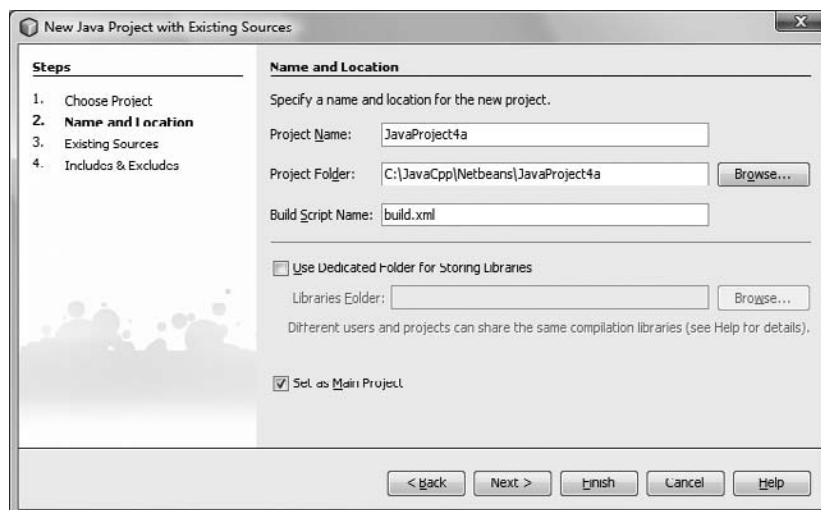 New Java Project with Existing Sources
Steps
1. Choose Project
2. Name and Location
3. Existing Sources
4. Includes & Excludes
Name and Location
Specify a name and location for the new project.
Project Name: JavaProject4a
Project Folder: C:\JavaCpp\Netbeans\JavaProject4a Browse...
Build Script Name: build.xml
Use Dedicated Folder for Storing Libraries
Libraries Folder: Browse...
Different users and projects can share the same compilation libraries (see Help for details).
Set as Main Project
< Back Next > Finish Cancel Help